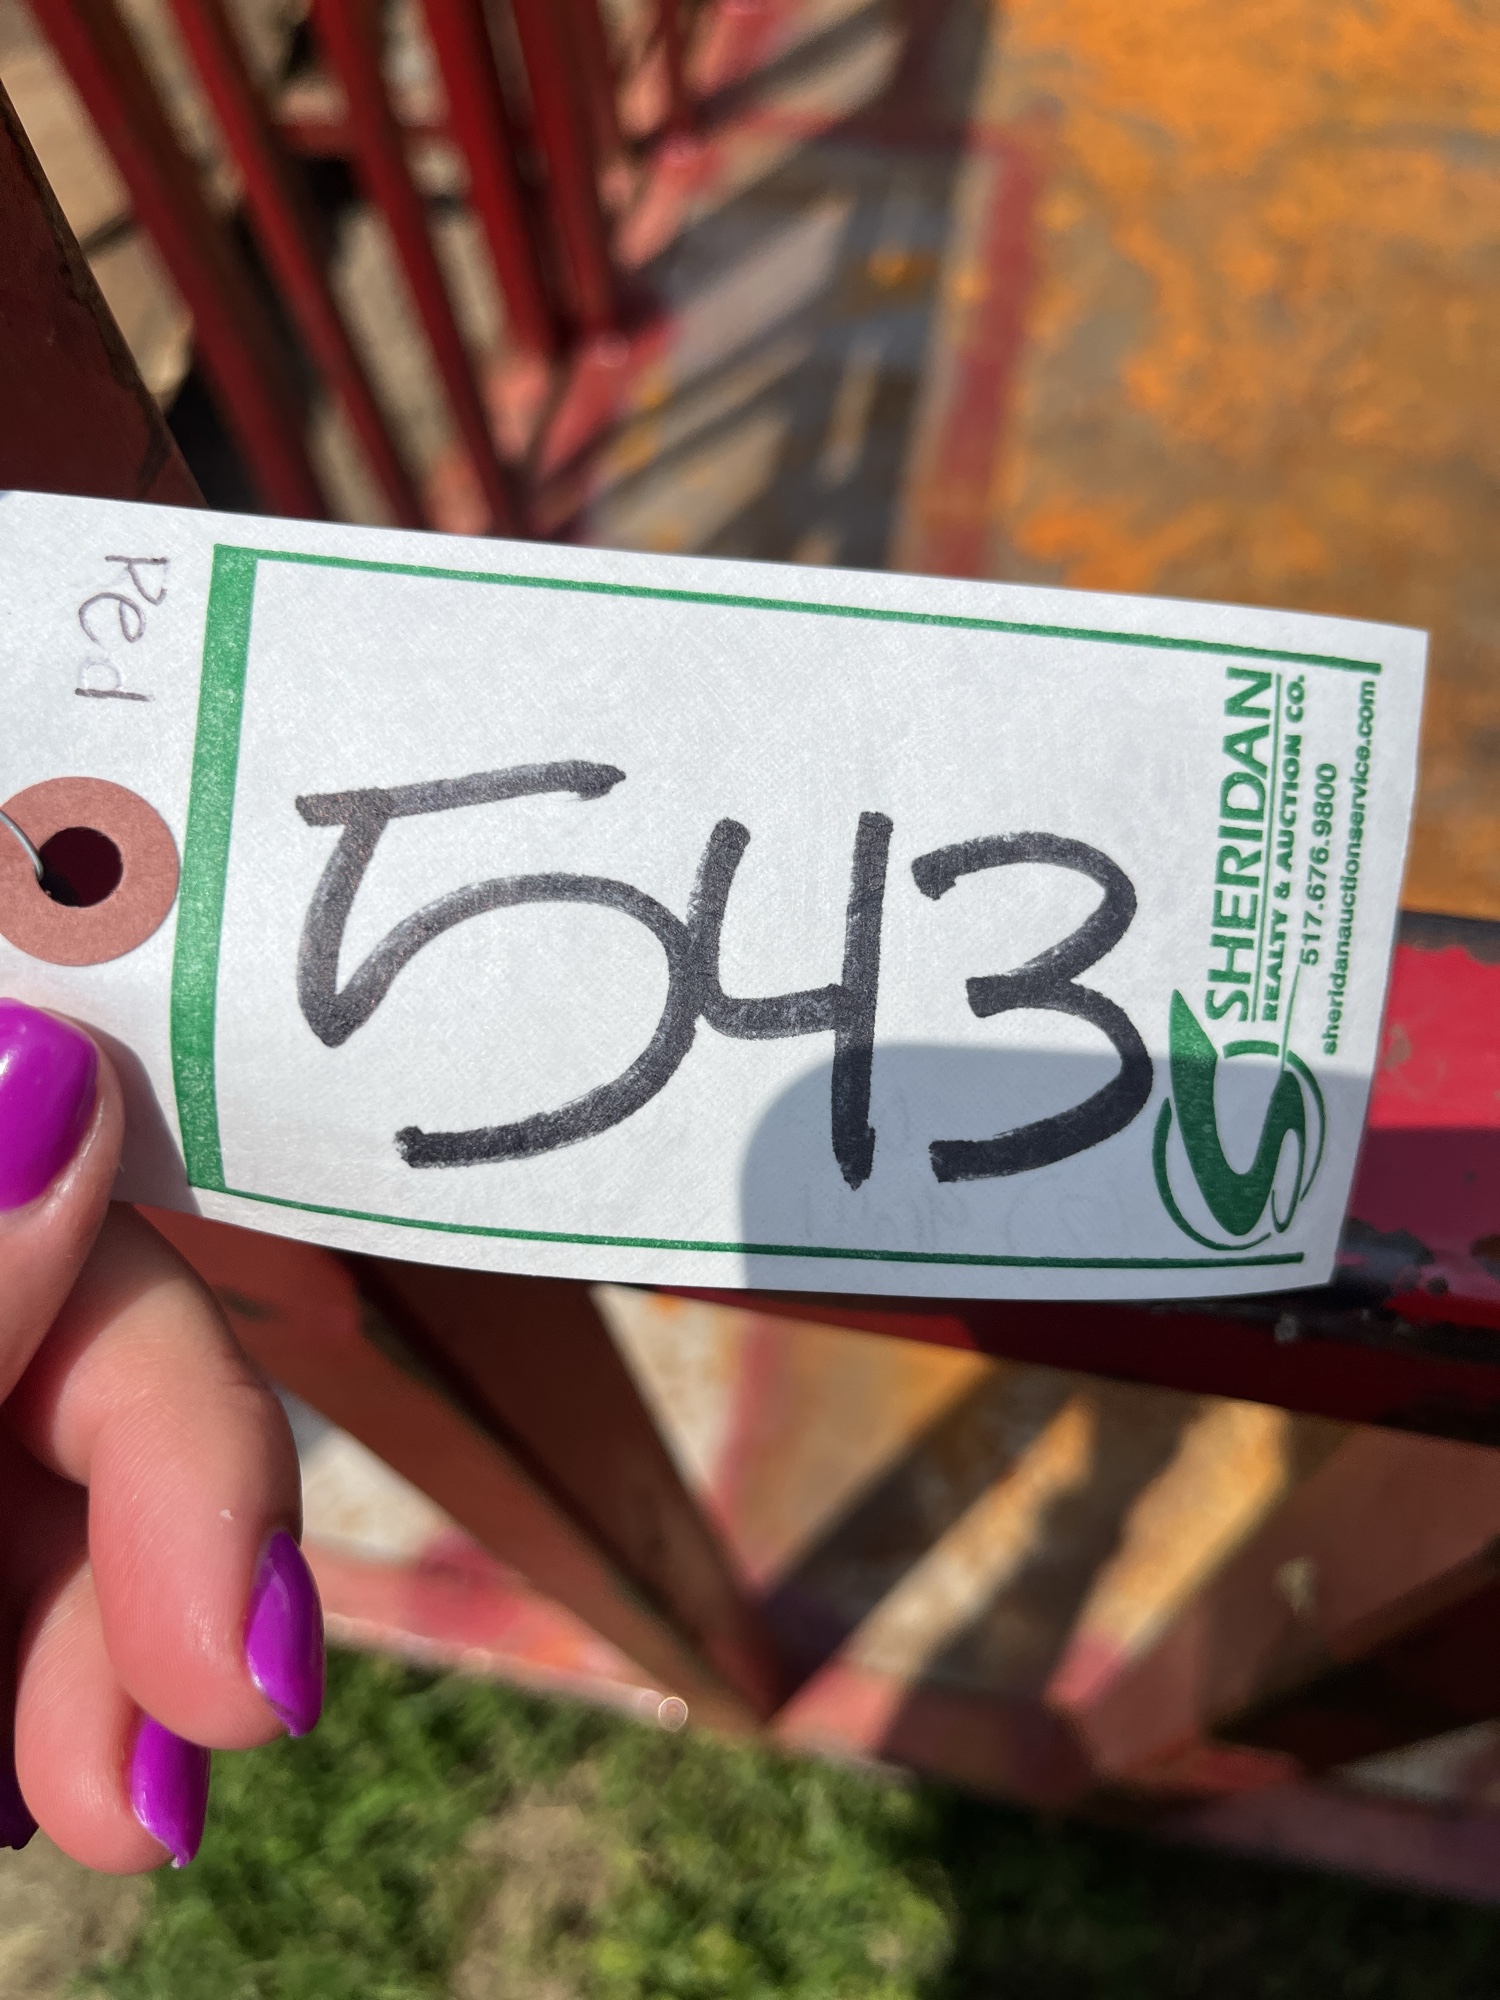 Red
543
SHERIDAN
REALTY & AUCTION CO.
517.676.9800
sheridanauctionservice.com